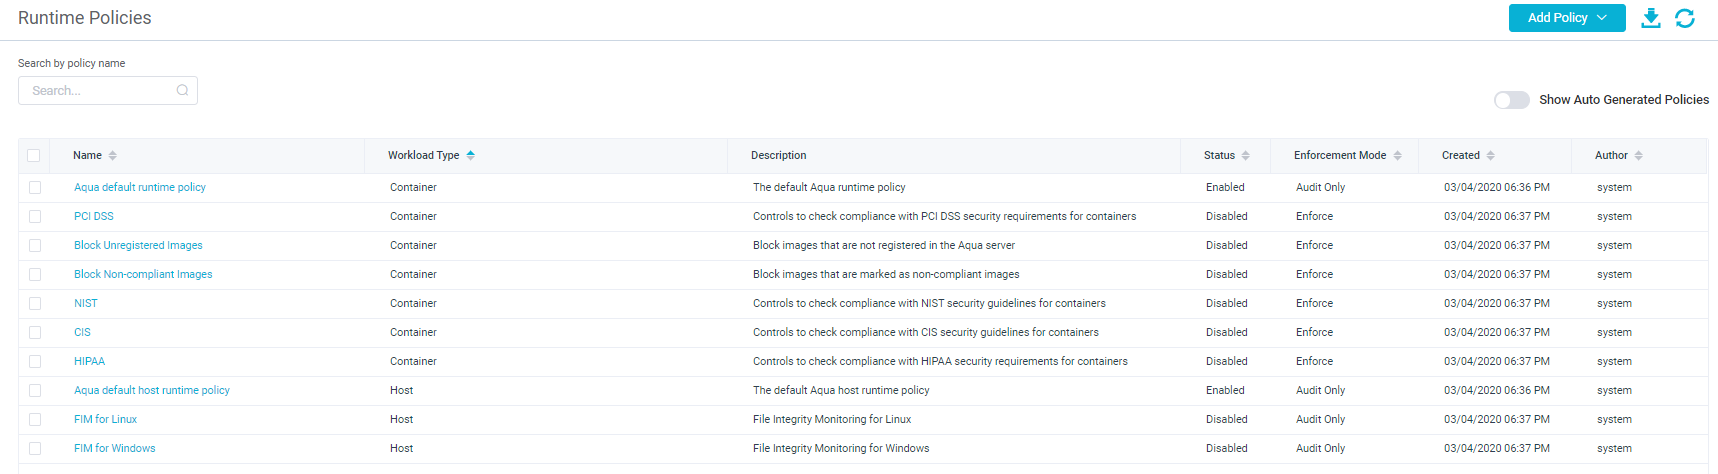 Runtime Policies
Add Policy
Search by policy name
Search...
Show Auto Generated Policies
Name Workload Type Description Status Enforcement Mode Created Author
Aqua default runtime policy Container The default Aqua runtime policy Enabled Audit Only 03/04/2020 06:36 PM system
PCI DSS Container Controls to check compliance with PCI DSS security requirements for containers Disabled Enforce 03/04/2020 06:37 PM system
Block Unregistered Images Container Block images that are not registered in the Aqua server Disabled Enforce 03/04/2020 06:37 PM system
Block Non-compliant Images Container Block images that are marked as non-compliant images Disabled Enforce 03/04/2020 06:37 PM system
NIST Container Controls to check compliance with NIST security guidelines for containers Disabled Enforce 03/04/2020 06:37 PM system
CIS Container Controls to check compliance with CIS security guidelines for containers Disabled Enforce 03/04/2020 06:37 PM system
HIPAA Container Controls to check compliance with HIPAA security requirements for containers Disabled Enforce 03/04/2020 06:37 PM system
Aqua default host runtime policy Host The default Aqua host runtime policy Enabled Audit Only 03/04/2020 06:36 PM system
FIM for Linux Host File Integrity Monitoring for Linux Disabled Audit Only 03/04/2020 06:37 PM system
FIM for Windows Host File Integrity Monitoring for Windows Disabled Audit Only 03/04/2020 06:37 PM system